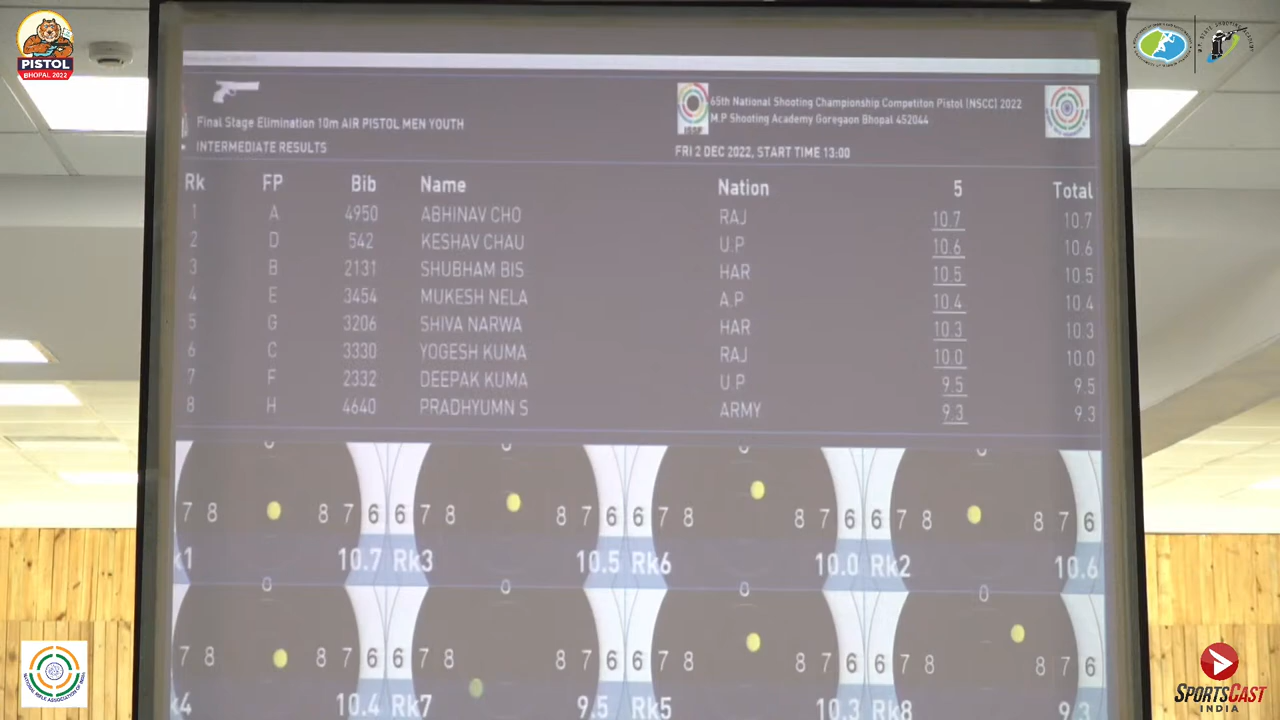 PISTOL
BHOPAL 2022
65th National Shooting Championship Competiton Pistol (NSCC) 2022
M.P Shooting Academy Goregaon Bhopal 452044
Final Stage Elimination 10m AIR PISTOL MEN YOUTH
INTERMEDIATE RESULTS
FRI 2 DEC 2022, START TIME 13:00
Rk FP Bib Name Nation 5 Total
1 A 4950 ABHINAV CHO RAJ 10.7 10.7
2 D 542 KESHAV CHAU U.P 10.6 10.6
3 B 2131 SHUBHAM BIS HAR 10.5 10.5
4 E 3454 MUKESH NELA A.P 10.4 10.4
5 G 3206 SHIVA NARWA HAR 10.3 10.3
6 C 3330 YOGESH KUMA RAJ 10.0 10.0
7 F 2332 DEEPAK KUMA U.P 9.5 9.5
8 H 4640 PRADHYUMN S ARMY 9.3 9.3
7 8 8 7 6 6 7 8 8 7 6 6 7 8 8 7 6 6 7 8 8 7 6
k1 10.7 Rk3 10.5 Rk6 10.0 Rk2 10.6
7 8 8 7 6 6 7 8 8 7 6 6 7 8 8 7 6 6 7 8 8 7 6
k4 10.4 Rk7 9.5 Rk5 10.3 Rk8 9.3
NATIONAL RIFLE ASSOCIATION OF INDIA
SPORTSCAST
INDIA